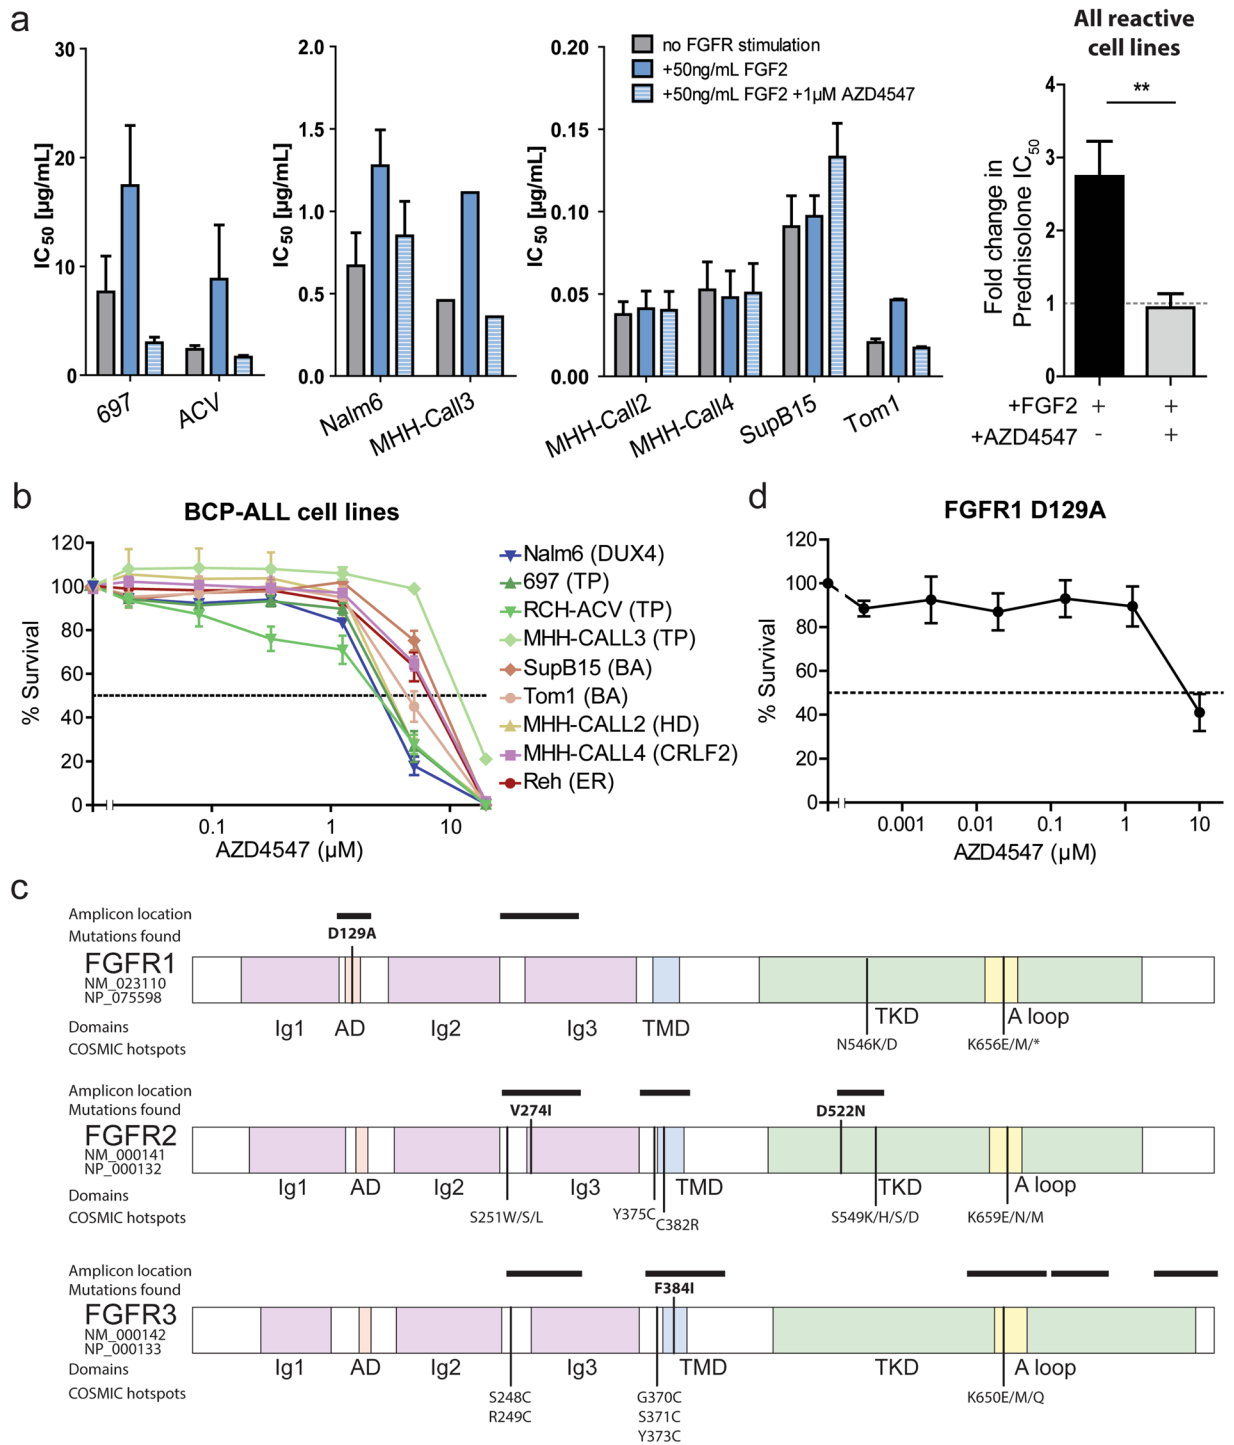 a
30
20
10
0
IC50 [µg/mL]
697
ACV
2.0
1.5
1.0
0.5
0.0
IC50 [µg/mL]
Nalm6
MHH-Call3
0.20
0.15
0.10
0.05
0.00
IC50 [µg/mL]
no FGFR stimulation
+50ng/mL FGF2
+50ng/mL FGF2 +1µM AZD4547
MHH-Call2
MHH-Call4
SupB15
Tom1
All reactive
cell lines
4
3
2
1
0
Fold change in
Prednisolone IC50
**
+FGF2 + +
+AZD4547 - +
b
BCP-ALL cell lines
120
100
80
60
40
20
0
% Survival
0.1 1 10
AZD4547 (µM)
Nalm6 (DUX4)
697 (TP)
RCH-ACV (TP)
MHH-CALL3 (TP)
SupB15 (BA)
Tom1 (BA)
MHH-CALL2 (HD)
MHH-CALL4 (CRLF2)
Reh (ER)
d
FGFR1 D129A
120
100
80
60
40
20
0
% Survival
0.001 0.01 0.1 1 10
AZD4547 (µM)
c
Amplicon location
Mutations found D129A
FGFR1
NM_023110
NP_075598
Domains Ig1 AD Ig2 Ig3 TMD TKD A loop
COSMIC hotspots N546K/D K656E/M/*
Amplicon location
Mutations found V274I D522N
FGFR2
NM_000141
NP_000132
Domains Ig1 AD Ig2 Ig3 TMD TKD A loop
COSMIC hotspots S251W/S/L Y375C C382R S549K/H/S/D K659E/N/M
Amplicon location
Mutations found F384I
FGFR3
NM_000142
NP_000133
Domains Ig1 AD Ig2 Ig3 TMD TKD A loop
COSMIC hotspots S248C G370C K650E/M/Q
R249C S371C
Y373C